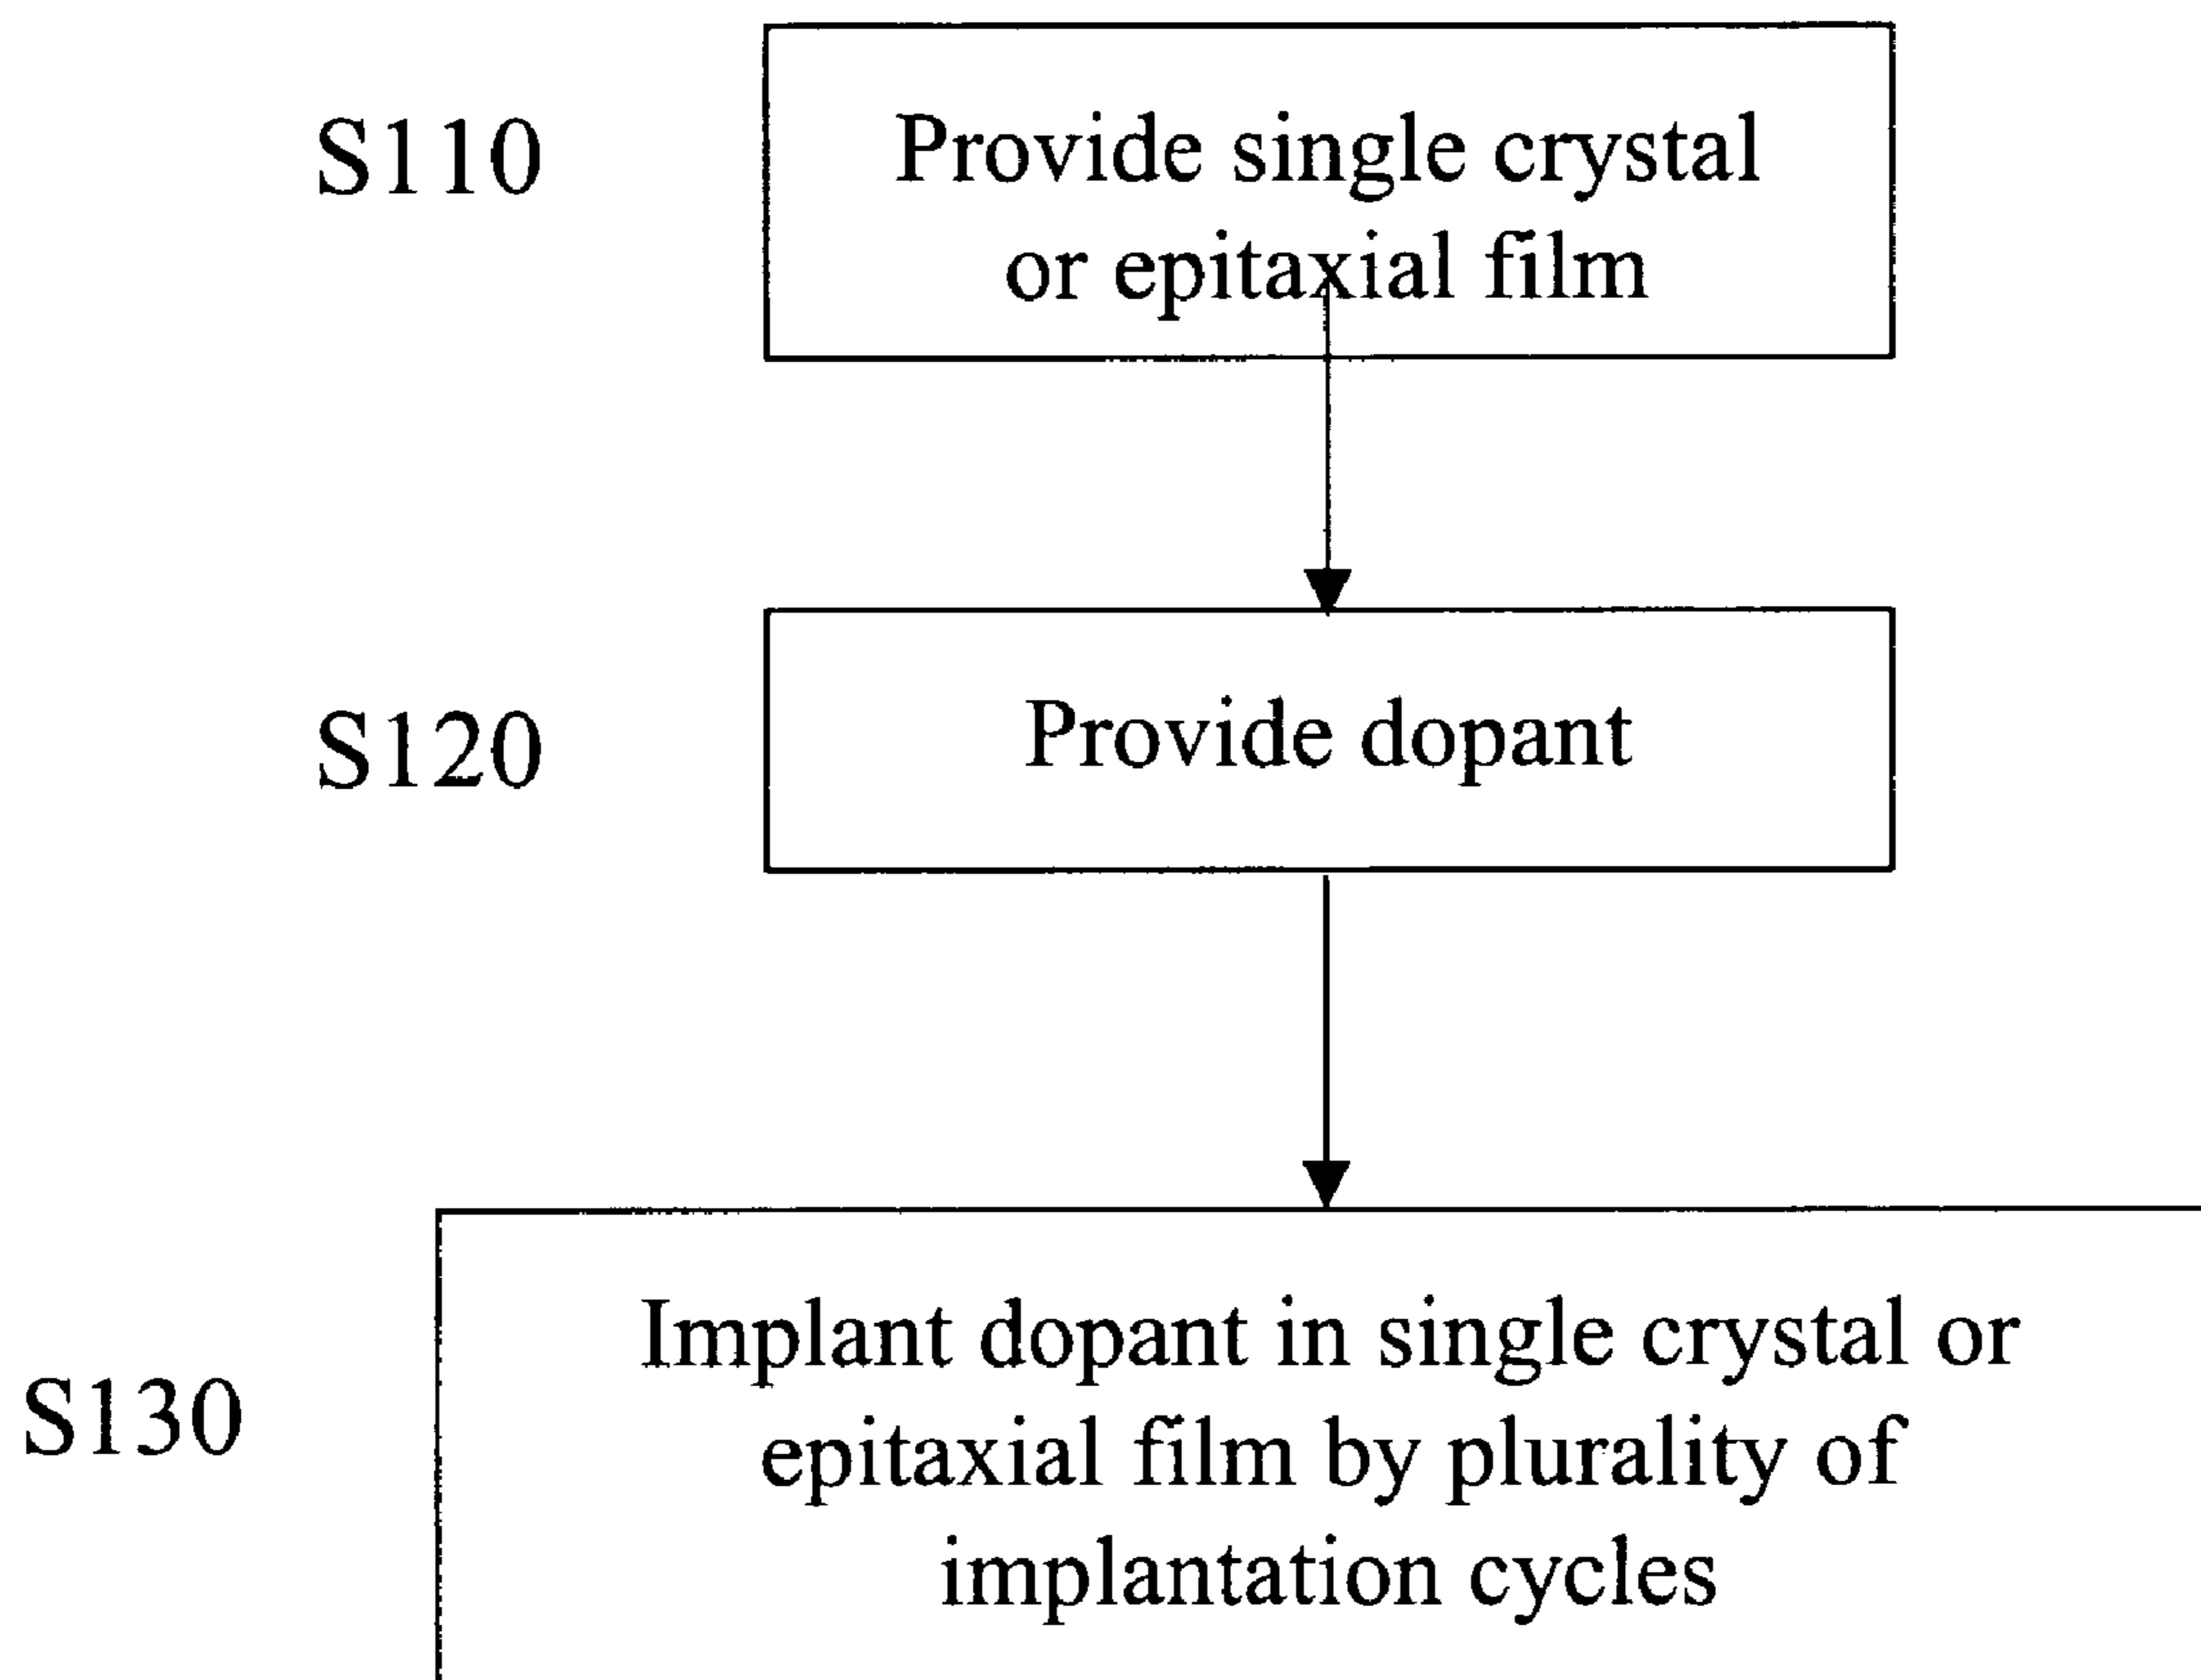 S110
Provide single crystal
or epitaxial film
S120
Provide dopant
S130
Implant dopant in single crystal or
epitaxial film by plurality of
implantation cycles